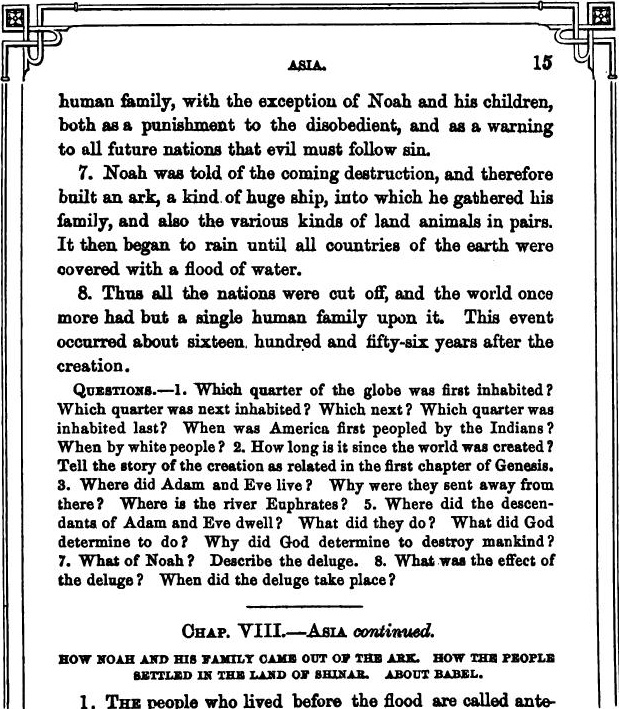 ASIA. 15
human family, with the exception of Noah and his children,
both as a punishment to the disobedient, and as a warning
to all future nations that evil must follow sin.
7. Noah was told of the coming destruction, and therefore
built an ark, a kind of huge ship, into which he gathered his
family, and also the various kinds of land animals in pairs.
It then began to rain until all countries of the earth were
covered with a flood of water.
8. Thus all the nations were cut off, and the world once
more had but a single human family upon it. This event
occurred about sixteen hundred and fifty-six years after the
creation.
QUESTIONS.—1. Which quarter of the globe was first inhabited?
Which quarter was next inhabited? Which next? Which quarter was
inhabited last? When was America first peopled by the Indians?
When by white people? 2. How long is it since the world was created?
Tell the story of the creation as related in the first chapter of Genesis.
3. Where did Adam and Eve live? Why were they sent away from
there? Where is the river Euphrates? 5. Where did the descen-
dants of Adam and Eve dwell? What did they do? What did God
determine to do? Why did God determine to destroy mankind?
7. What of Noah? Describe the deluge. 8. What was the effect of
the deluge? When did the deluge take place?
CHAP. VIII.—ASIA continued.
HOW NOAH AND HIS FAMILY CAME OUT OF THE ARK. HOW THE PEOPLE
SETTLED IN THE LAND OF SHINAR. ABOUT BABEL.
1. THE people who lived before the flood are called ante-